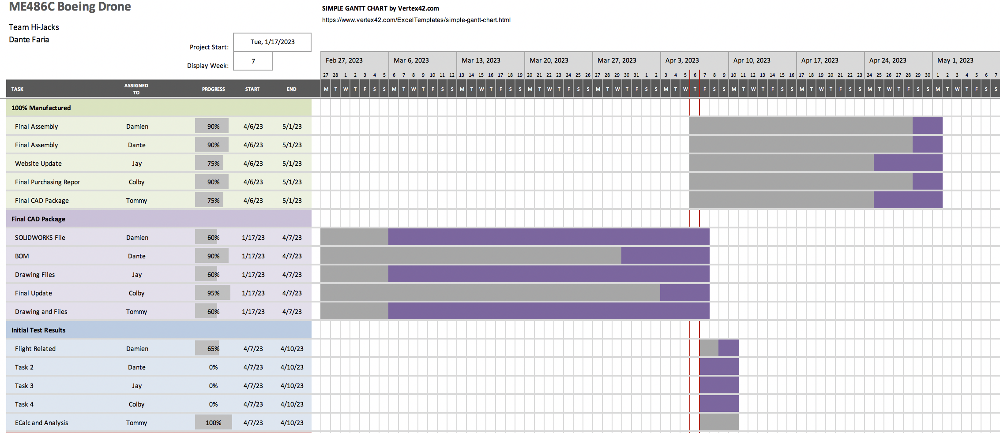 ME486C Boeing Drone
SIMPLE GANTT CHART by Vertex42.com
https://www.vertex42.com/ExcelTemplates/simple-gantt-chart.html
Team Hi-Jacks
Dante Faria
Project Start: Tue, 1/17/2023
Display Week: 7
Feb 27, 2023 Mar 6, 2023 Mar 13, 2023 Mar 20, 2023 Mar 27, 2023 Apr 3, 2023 Apr 10, 2023 Apr 17, 2023 Apr 24, 2023 May 1, 2023
27 28 1 2 3 4 5 6 7 8 9 10 11 12 13 14 15 16 17 18 19 20 21 22 23 24 25 26 27 28 29 30 31 1 2 3 4 5 6 7 8 9 10 11 12 13 14 15 16 17 18 19 20 21 22 23 24 25 26 27 28 29 30 1 2 3 4 5 6 7
TASK ASSIGNED TO PROGRESS START END M T W T F S S M T W T F S S M T W T F S S M T W T F S S M T W T F S S M T W T F S S M T W T F S S M T W T F S S M T W T F S S M T W T F S S
100% Manufactured
Final Assembly Damien 90% 4/6/23 5/1/23
Final Assembly Dante 90% 4/6/23 5/1/23
Website Update Jay 75% 4/6/23 5/1/23
Final Purchasing Repor Colby 90% 4/6/23 5/1/23
Final CAD Package Tommy 75% 4/6/23 5/1/23
Final CAD Package
SOLIDWORKS File Damien 60% 1/17/23 4/7/23
BOM Dante 90% 1/17/23 4/7/23
Drawing Files Jay 60% 1/17/23 4/7/23
Final Update Colby 95% 1/17/23 4/7/23
Drawing and Files Tommy 60% 1/17/23 4/7/23
Initial Test Results
Flight Related Damien 65% 4/7/23 4/10/23
Task 2 Dante 0% 4/7/23 4/10/23
Task 3 Jay 0% 4/7/23 4/10/23
Task 4 Colby 0% 4/7/23 4/10/23
ECalc and Analysis Tommy 100% 4/7/23 4/10/23